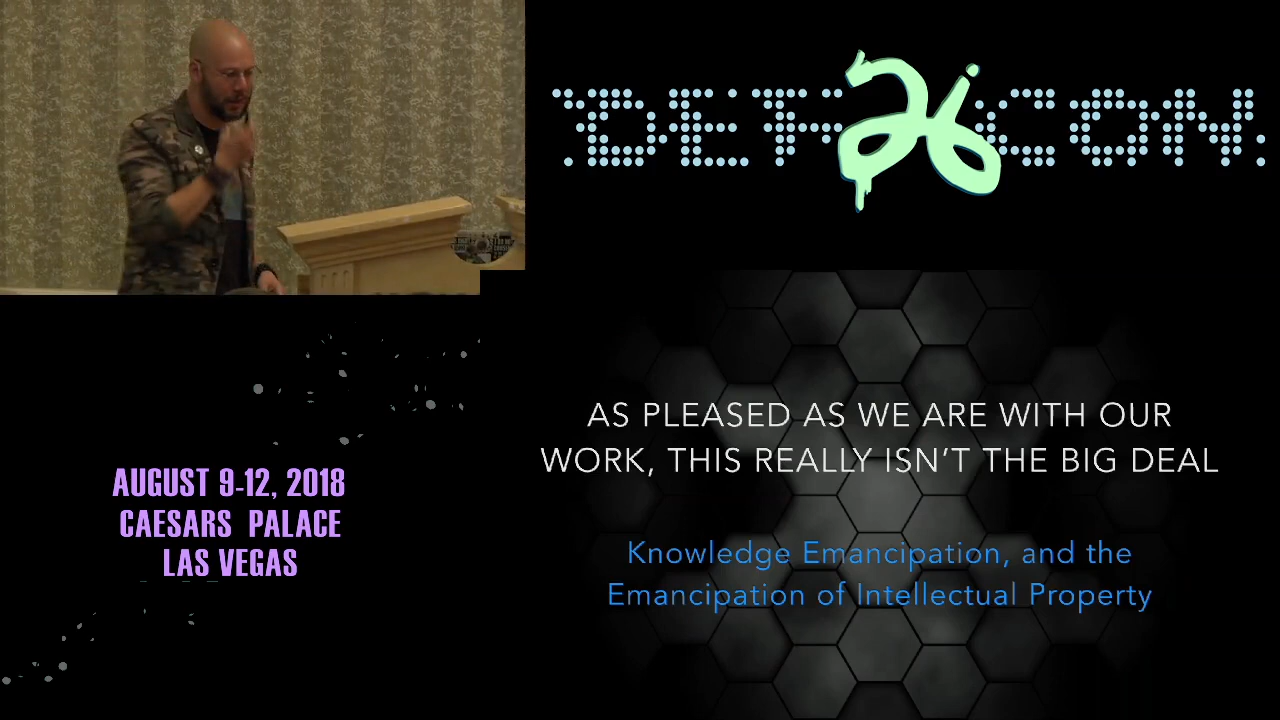 DEF 26 CON
AS PLEASED AS WE ARE WITH OUR
WORK, THIS REALLY ISN'T THE BIG DEAL
Knowledge Emancipation, and the
Emancipation of Intellectual Property
AUGUST 9-12, 2018
CAESARS PALACE
LAS VEGAS